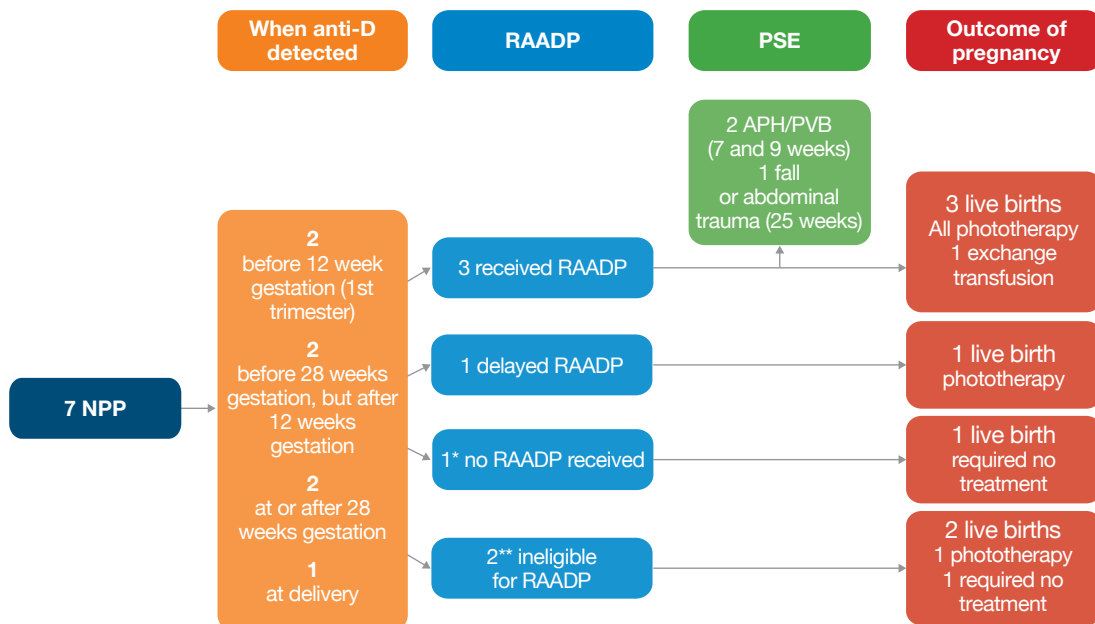 When anti-D
detected
RAADP
PSE
Outcome of
pregnancy
7 NPP
2
before 12 week
gestation (1st
trimester)
2
before 28 weeks
gestation, but after
12 weeks
gestation
2
at or after 28
weeks gestation
1
at delivery
3 received RAADP
1 delayed RAADP
1* no RAADP received
2** ineligible
for RAADP
2 APH/PVB
(7 and 9 weeks)
1 fall
or abdominal
trauma (25 weeks)
3 live births
All phototherapy
1 exchange
transfusion
1 live birth
phototherapy
1 live birth
required no
treatment
2 live births
1 phototherapy
1 required no
treatment